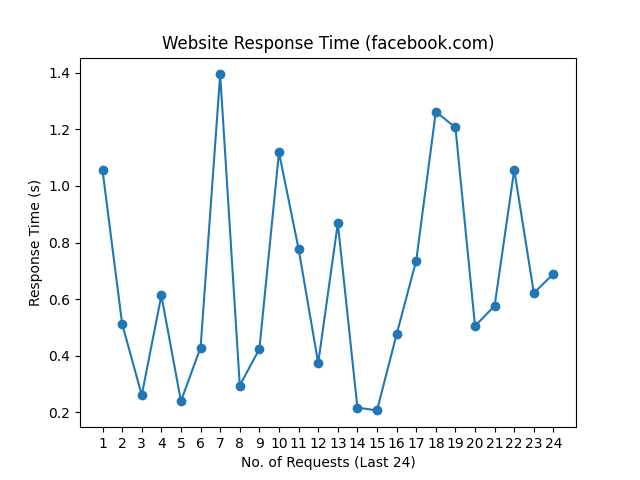 Website Response Time (facebook.com)
Response Time (s)
1.4
1.2
1.0
0.8
0.6
0.4
0.2
1 2 3 4 5 6 7 8 9 10 11 12 13 14 15 16 17 18 19 20 21 22 23 24
No. of Requests (Last 24)